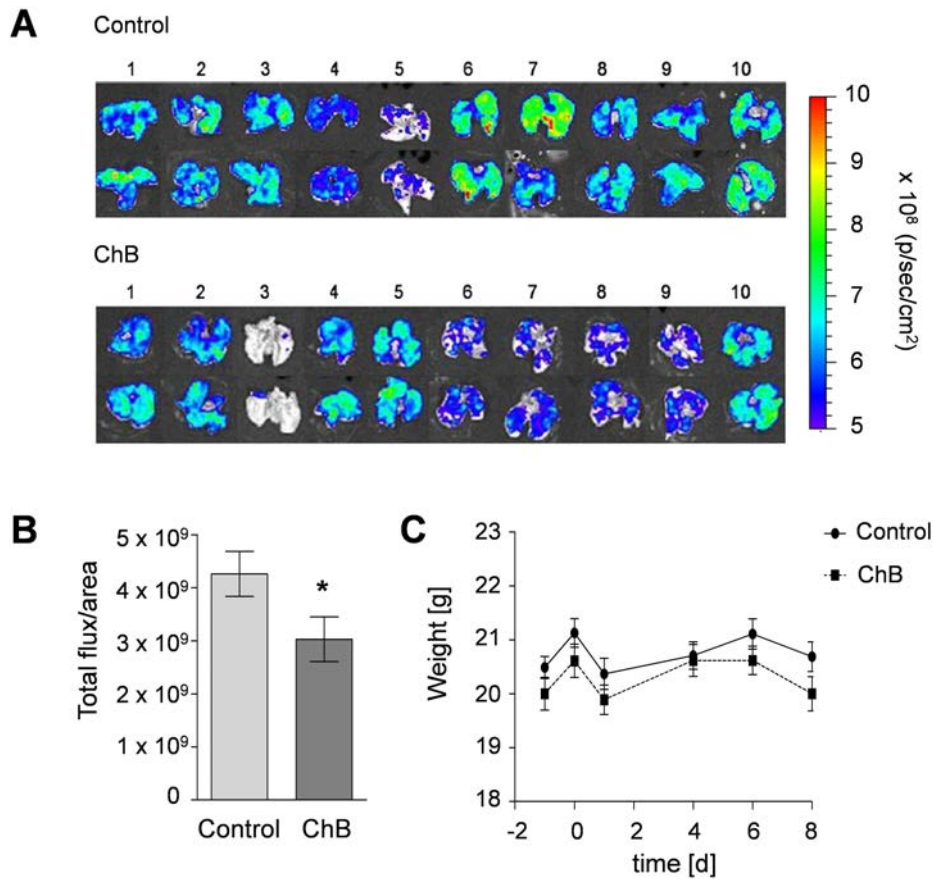 A
Control
1 2 3 4 5 6 7 8 9 10
ChB
1 2 3 4 5 6 7 8 9 10
10
9
8
7
6
5
x 10⁸ (p/sec/cm²)
B
Total flux/area
5 x 10⁹
4 x 10⁹
3 x 10⁹
2 x 10⁹
1 x 10⁹
0
*
Control ChB
C
Weight [g]
23
22
21
20
19
18
-2 0 2 4 6 8
time [d]
Control
ChB